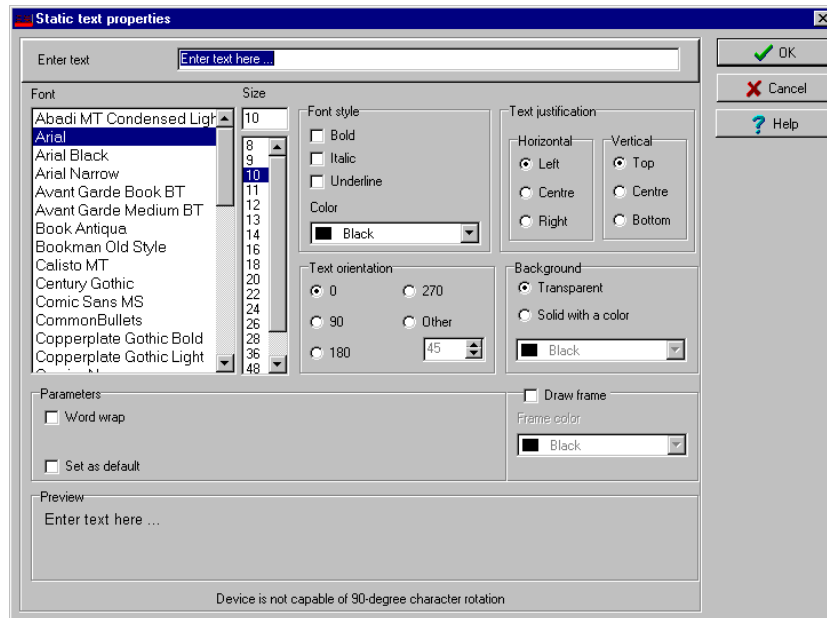 Static text properties
Enter text
Enter text here ...
OK
Cancel
Help
Font
Abadi MT Condensed Ligh
Arial
Arial Black
Arial Narrow
Avant Garde Book BT
Avant Garde Medium BT
Book Antiqua
Bookman Old Style
Calisto MT
Century Gothic
Comic Sans MS
CommonBullets
Copperplate Gothic Bold
Copperplate Gothic Light
Size
10
8
9
10
11
12
13
14
16
18
20
22
24
26
28
36
48
Font style
Bold
Italic
Underline
Color
Black
Text justification
Horizontal
Left
Centre
Right
Vertical
Top
Centre
Bottom
Text orientation
0
270
90
Other
180
45
Background
Transparent
Solid with a color
Black
Parameters
Word wrap
Set as default
Draw frame
Frame color
Black
Preview
Enter text here ...
Device is not capable of 90-degree character rotation